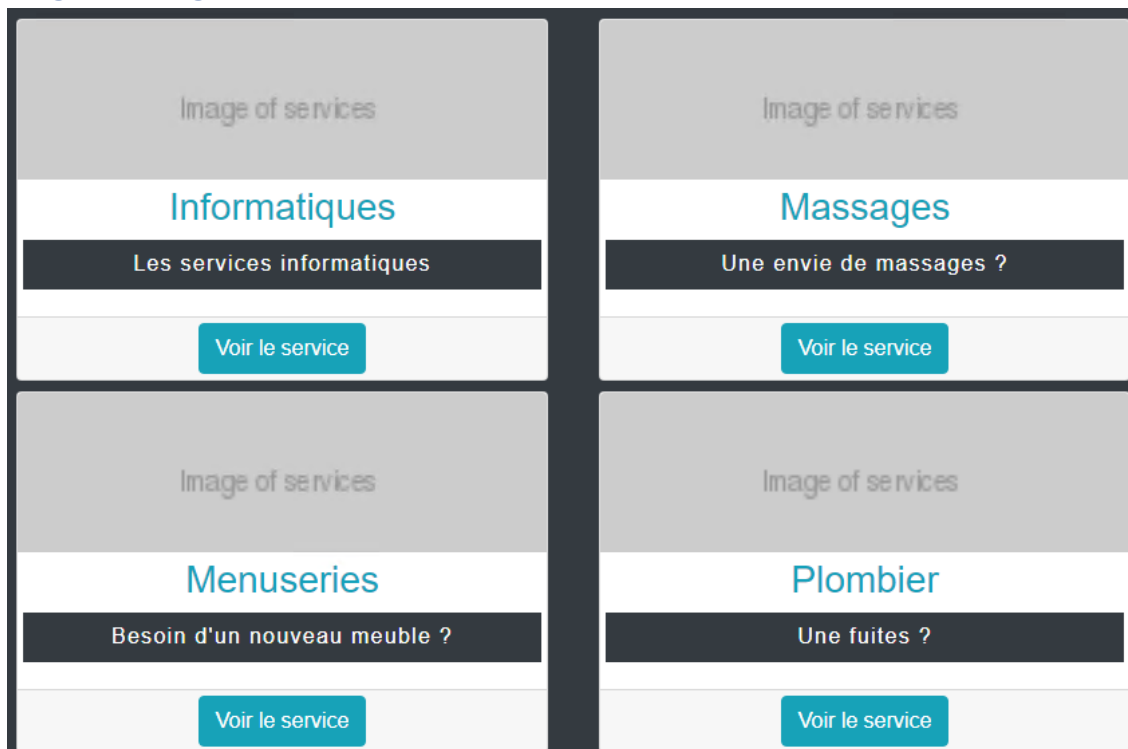 Image of services
Informatiques
Les services informatiques
Voir le service
Image of services
Massages
Une envie de massages ?
Voir le service
Image of services
Menuseries
Besoin d'un nouveau meuble ?
Voir le service
Image of services
Plombier
Une fuites ?
Voir le service